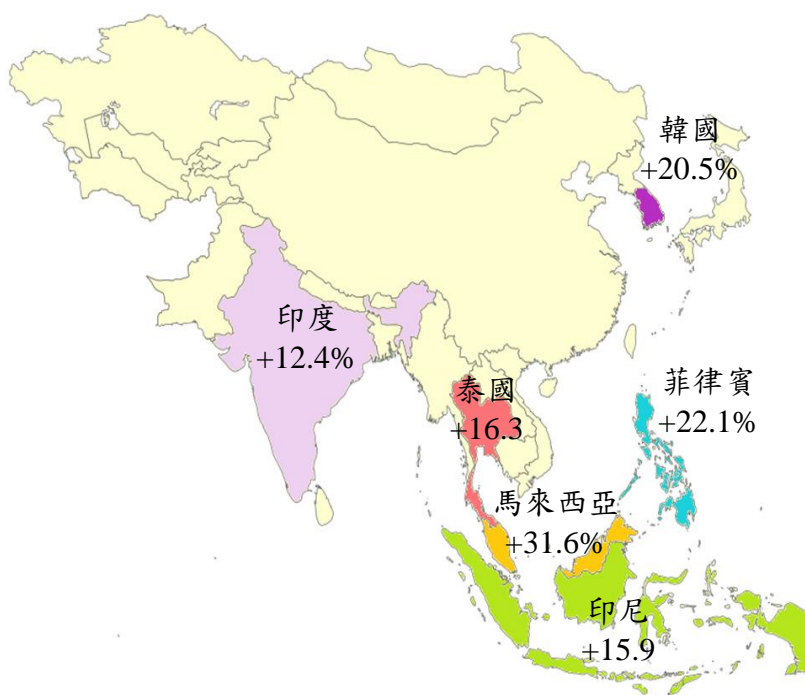 韓國
+20.5%
印度
+12.4%
泰國
+16.3
菲律賓
+22.1%
馬來西亞
+31.6%
印尼
+15.9